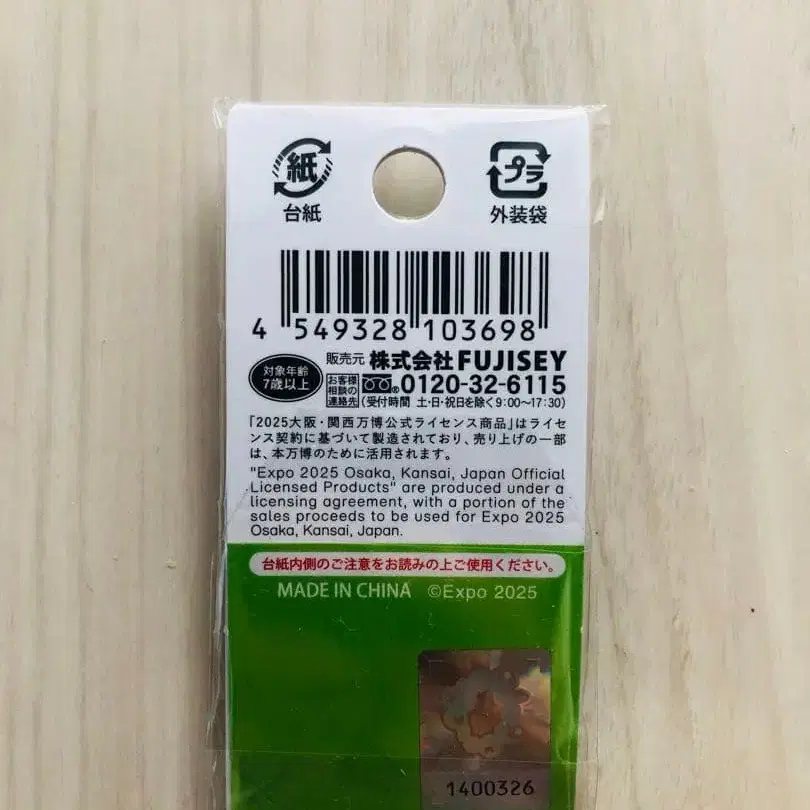 紙
台紙
プラ
外装袋
4 549328 103698
対象年齢
7歳以上
販売元 株式会社FUJISEY
お客様
相談の
連絡先
®0120-32-6115
(受付時間 土・日・祝日を除く9:00〜17:30)
「2025大阪・関西万博公式ライセンス商品」はライセ
ンス契約に基づいて製造されており、売り上げの一部
は、本万博のために活用されます。
"Expo 2025 Osaka, Kansai, Japan Official
Licensed Products" are produced under a
licensing agreement, with a portion of the
sales proceeds to be used for Expo 2025
Osaka, Kansai, Japan.
台紙内側のご注意をお読みの上ご使用ください。
MADE IN CHINA ©Expo 2025
1400326